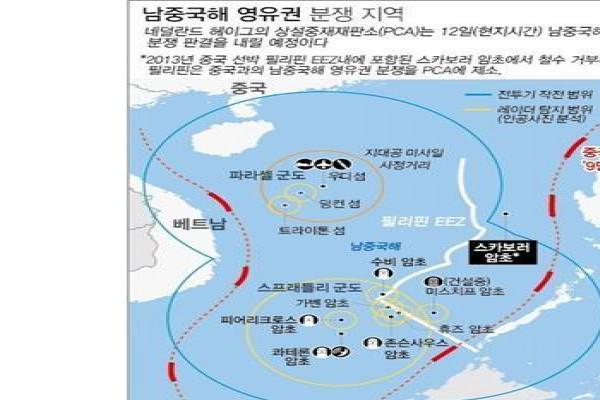 남중국해 영유권 분쟁 지역
네덜란드 헤이그의 상설중재재판소(PCA)는 12일(현지시간) 남중국해
분쟁 판결을 내릴 예정이다
*2013년 중국 선박 필리핀 EEZ내에 포함된 스카보러 암초에서 철수 거부
필리핀은 중국과의 남중국해 영유권 분쟁을 PCA에 제소.
중국
전투기 작전 범위
레이더 탐지 범위
(인공사진 분석)
지대공 미사일
사정거리
파라셀 군도
우디 섬
덩컨 섬
트라이톤 섬
베트남
필리핀 EEZ
남중국해
스카보러
암초*
수비 암초
(건설중)
미스치프 암초
스프래틀리 군도
가벤 암초
피어리크로스
암초
휴즈 암초
존슨사우스
암초
콰테론
암초